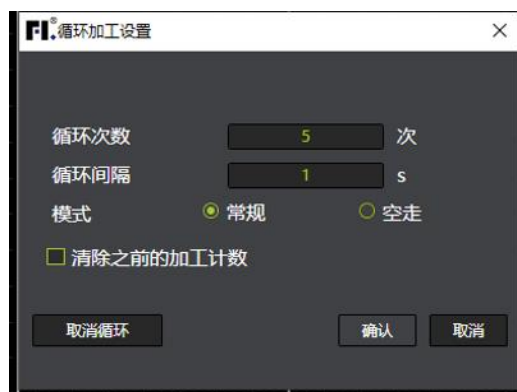 FI.® 循环加工设置
循环次数 5 次
循环间隔 1 s
模式 常规 空走
清除之前的加工计数
取消循环 确认 取消